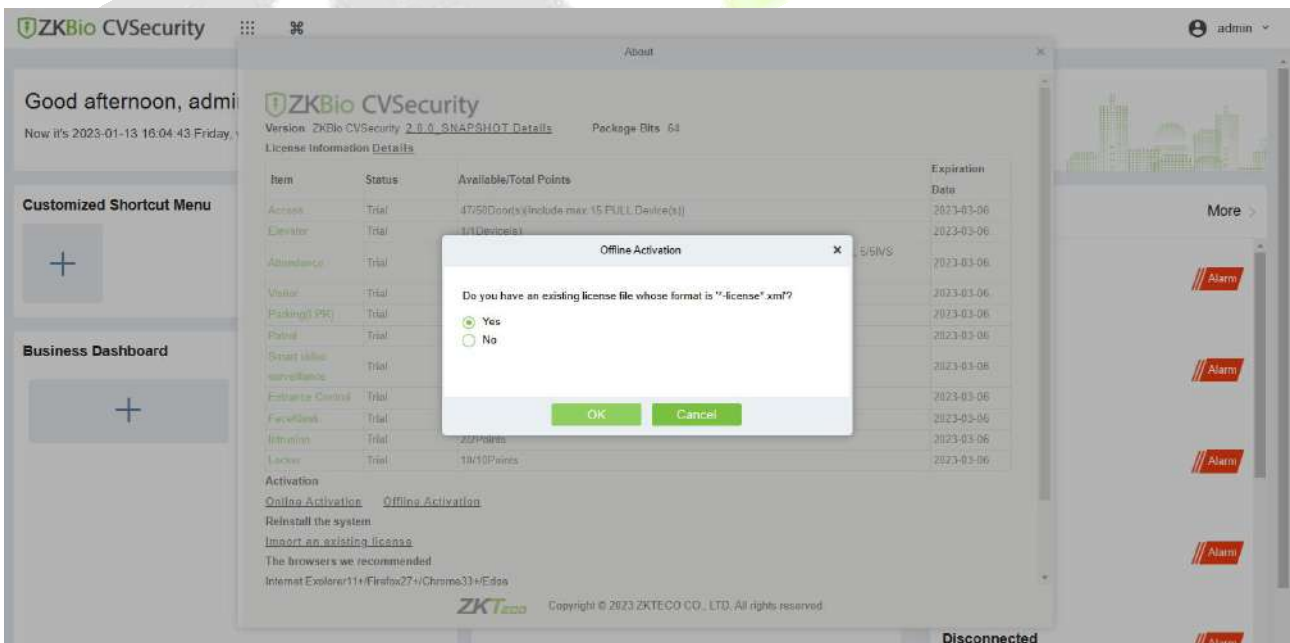 ZKBio CVSecurity
admin
About
Good afternoon, admi
Now it's 2023-01-13 16:04:43 Friday,
ZKBio CVSecurity
Version ZKBio CVSecurity 2.0.0_SNAPSHOT Details Package Bits 64
License Information Details
Item Status Available/Total Points Expiration Date
Access Trial 47/50Door(s)(Include max 15 PULL Device(s)) 2023-03-06
Elevator Trial 1/1Device(s) 2023-03-06
Attendance Trial 2023-03-06
Visitor Trial 2023-03-06
Parking(LPR) Trial 2023-03-06
Patrol Trial 2023-03-06
Smart video surveillance Trial 2023-03-06
Entrance Control Trial 2023-03-06
FaceKiosk Trial 2023-03-06
Intrusion Trial 2/2Points 2023-03-06
Locker Trial 10/10Points 2023-03-06
Activation
Online Activation Offline Activation
Reinstall the system
Import an existing license
The browsers we recommended
Internet Explorer11+/Firefox27+/Chrome33+/Edge
ZKTeco Copyright © 2023 ZKTECO CO., LTD. All rights reserved.
Offline Activation
Do you have an existing license file whose format is "*-license*.xml"?
Yes
No
OK Cancel
Customized Shortcut Menu
Business Dashboard
More
Alarm
Alarm
Alarm
Alarm
Disconnected
Alarm